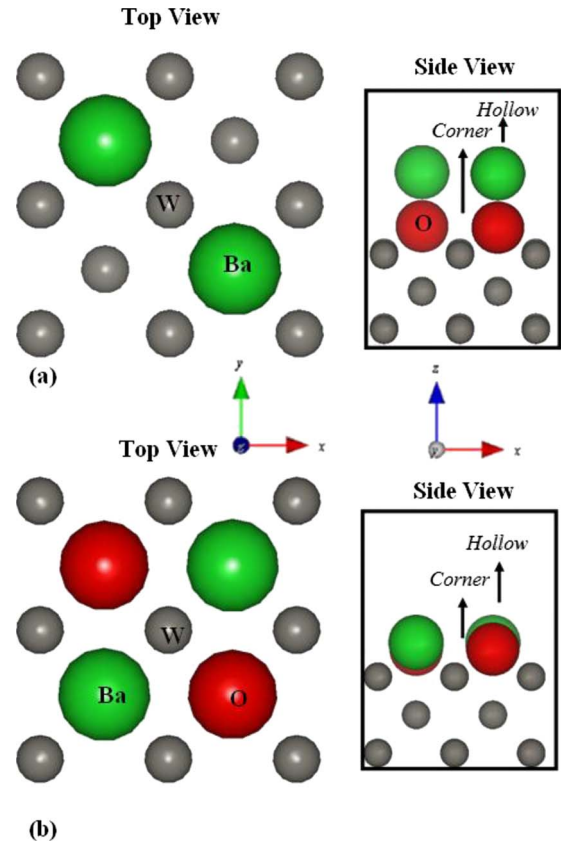 Top View
Side View
Hollow
Corner
W
O
Ba
(a)
y
x
z
x
Top View
Side View
Hollow
Corner
W
Ba
O
(b)